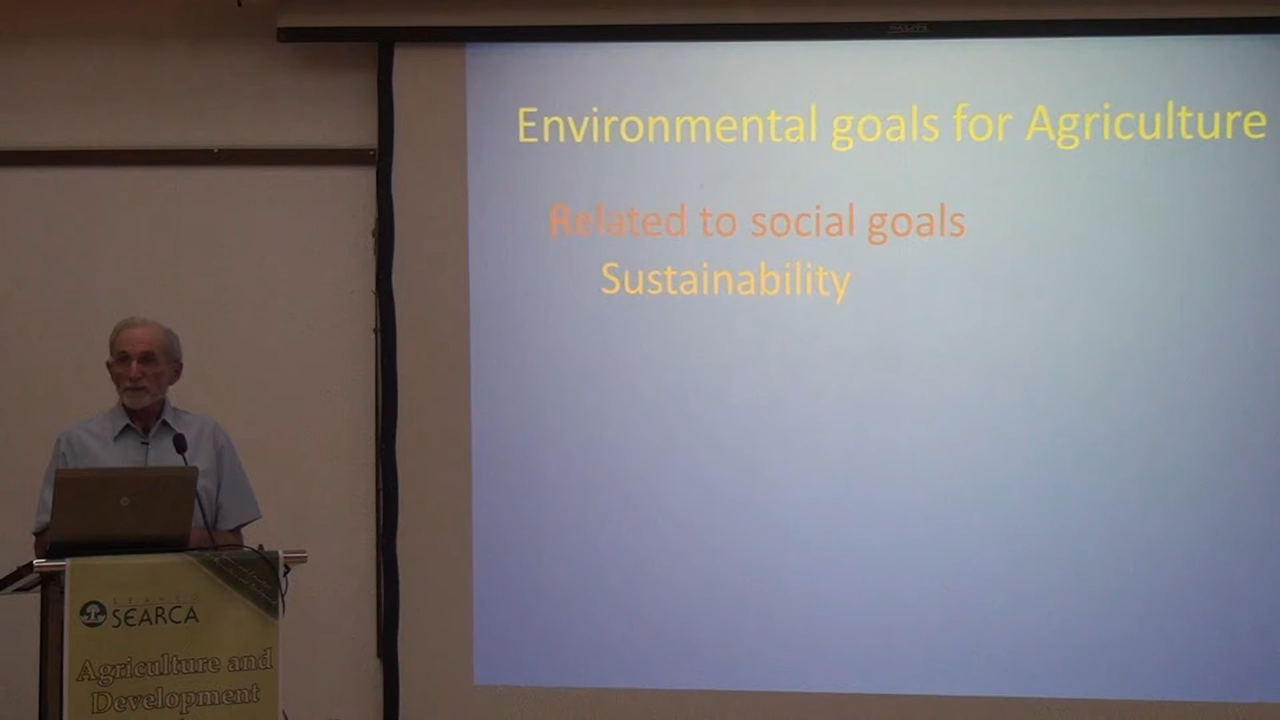 Environmental goals for Agriculture
Related to social goals
Sustainability
SEARCA
Agriculture and
Development